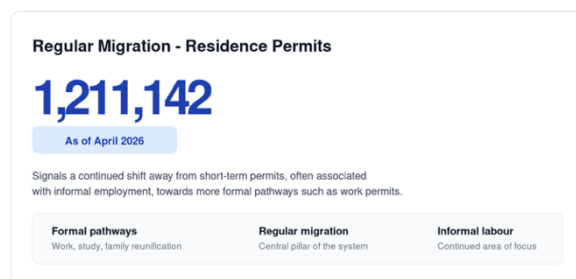 Regular Migration - Residence Permits
1,211,142
As of April 2026
Signals a continued shift away from short-term permits, often associated
with informal employment, towards more formal pathways such as work permits.
Formal pathways
Work, study, family reunification
Regular migration
Central pillar of the system
Informal labour
Continued area of focus